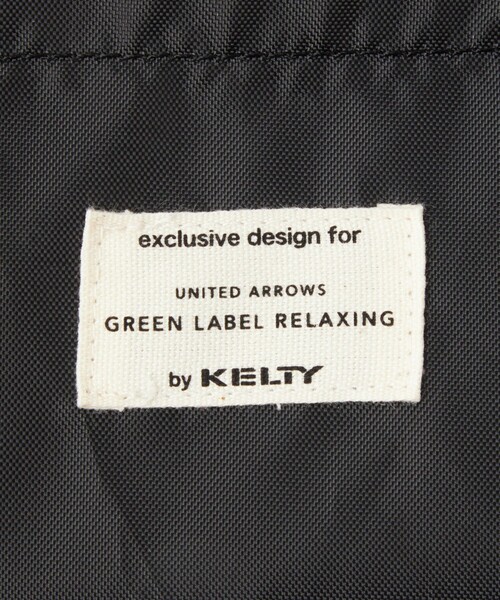 exclusive design for
UNITED ARROWS
GREEN LABEL RELAXING
by KELTY